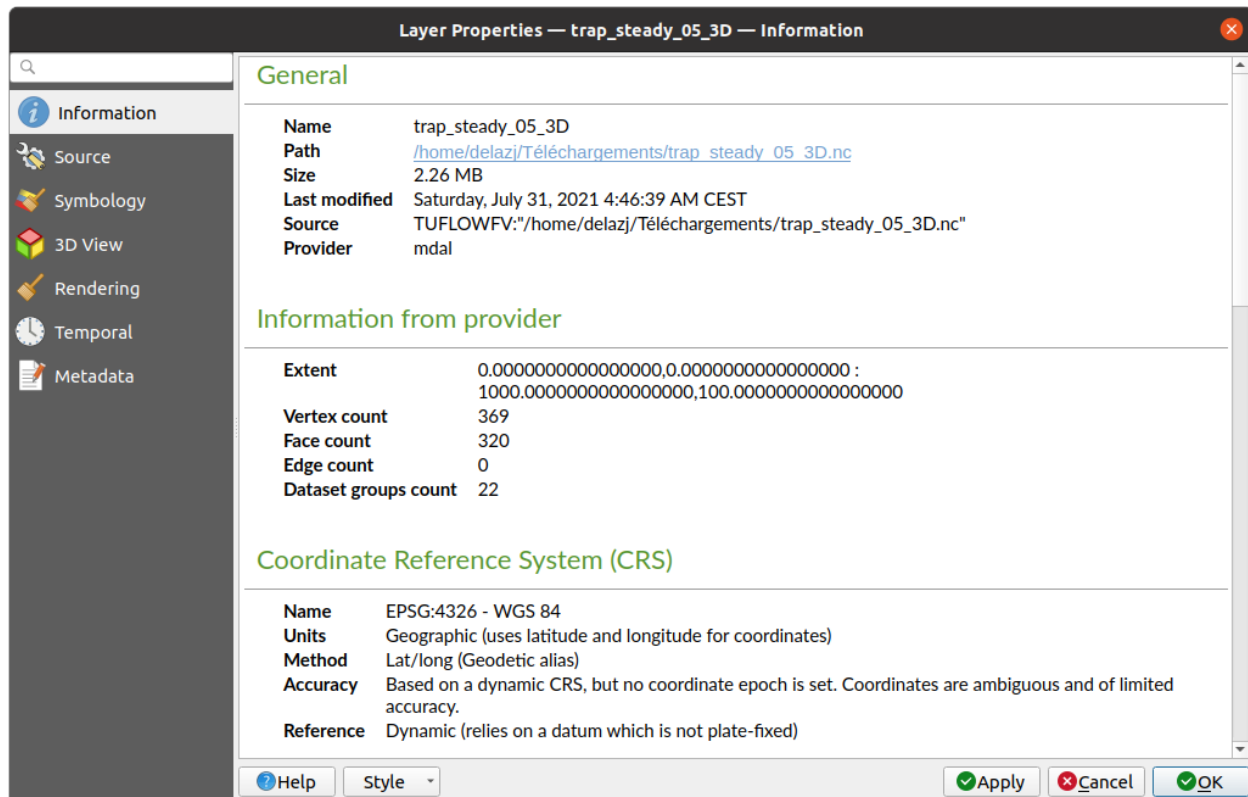 Layer Properties — trap_steady_05_3D — Information
Information
Source
Symbology
3D View
Rendering
Temporal
Metadata
General
Name trap_steady_05_3D
Path /home/delazj/Téléchargements/trap_steady_05_3D.nc
Size 2.26 MB
Last modified Saturday, July 31, 2021 4:46:39 AM CEST
Source TUFLOWFV:"/home/delazj/Téléchargements/trap_steady_05_3D.nc"
Provider mdal
Information from provider
Extent 0.0000000000000000,0.0000000000000000 :
1000.0000000000000000,100.0000000000000000
Vertex count 369
Face count 320
Edge count 0
Dataset groups count 22
Coordinate Reference System (CRS)
Name EPSG:4326 - WGS 84
Units Geographic (uses latitude and longitude for coordinates)
Method Lat/long (Geodetic alias)
Accuracy Based on a dynamic CRS, but no coordinate epoch is set. Coordinates are ambiguous and of limited
accuracy.
Reference Dynamic (relies on a datum which is not plate-fixed)
Help Style Apply Cancel OK